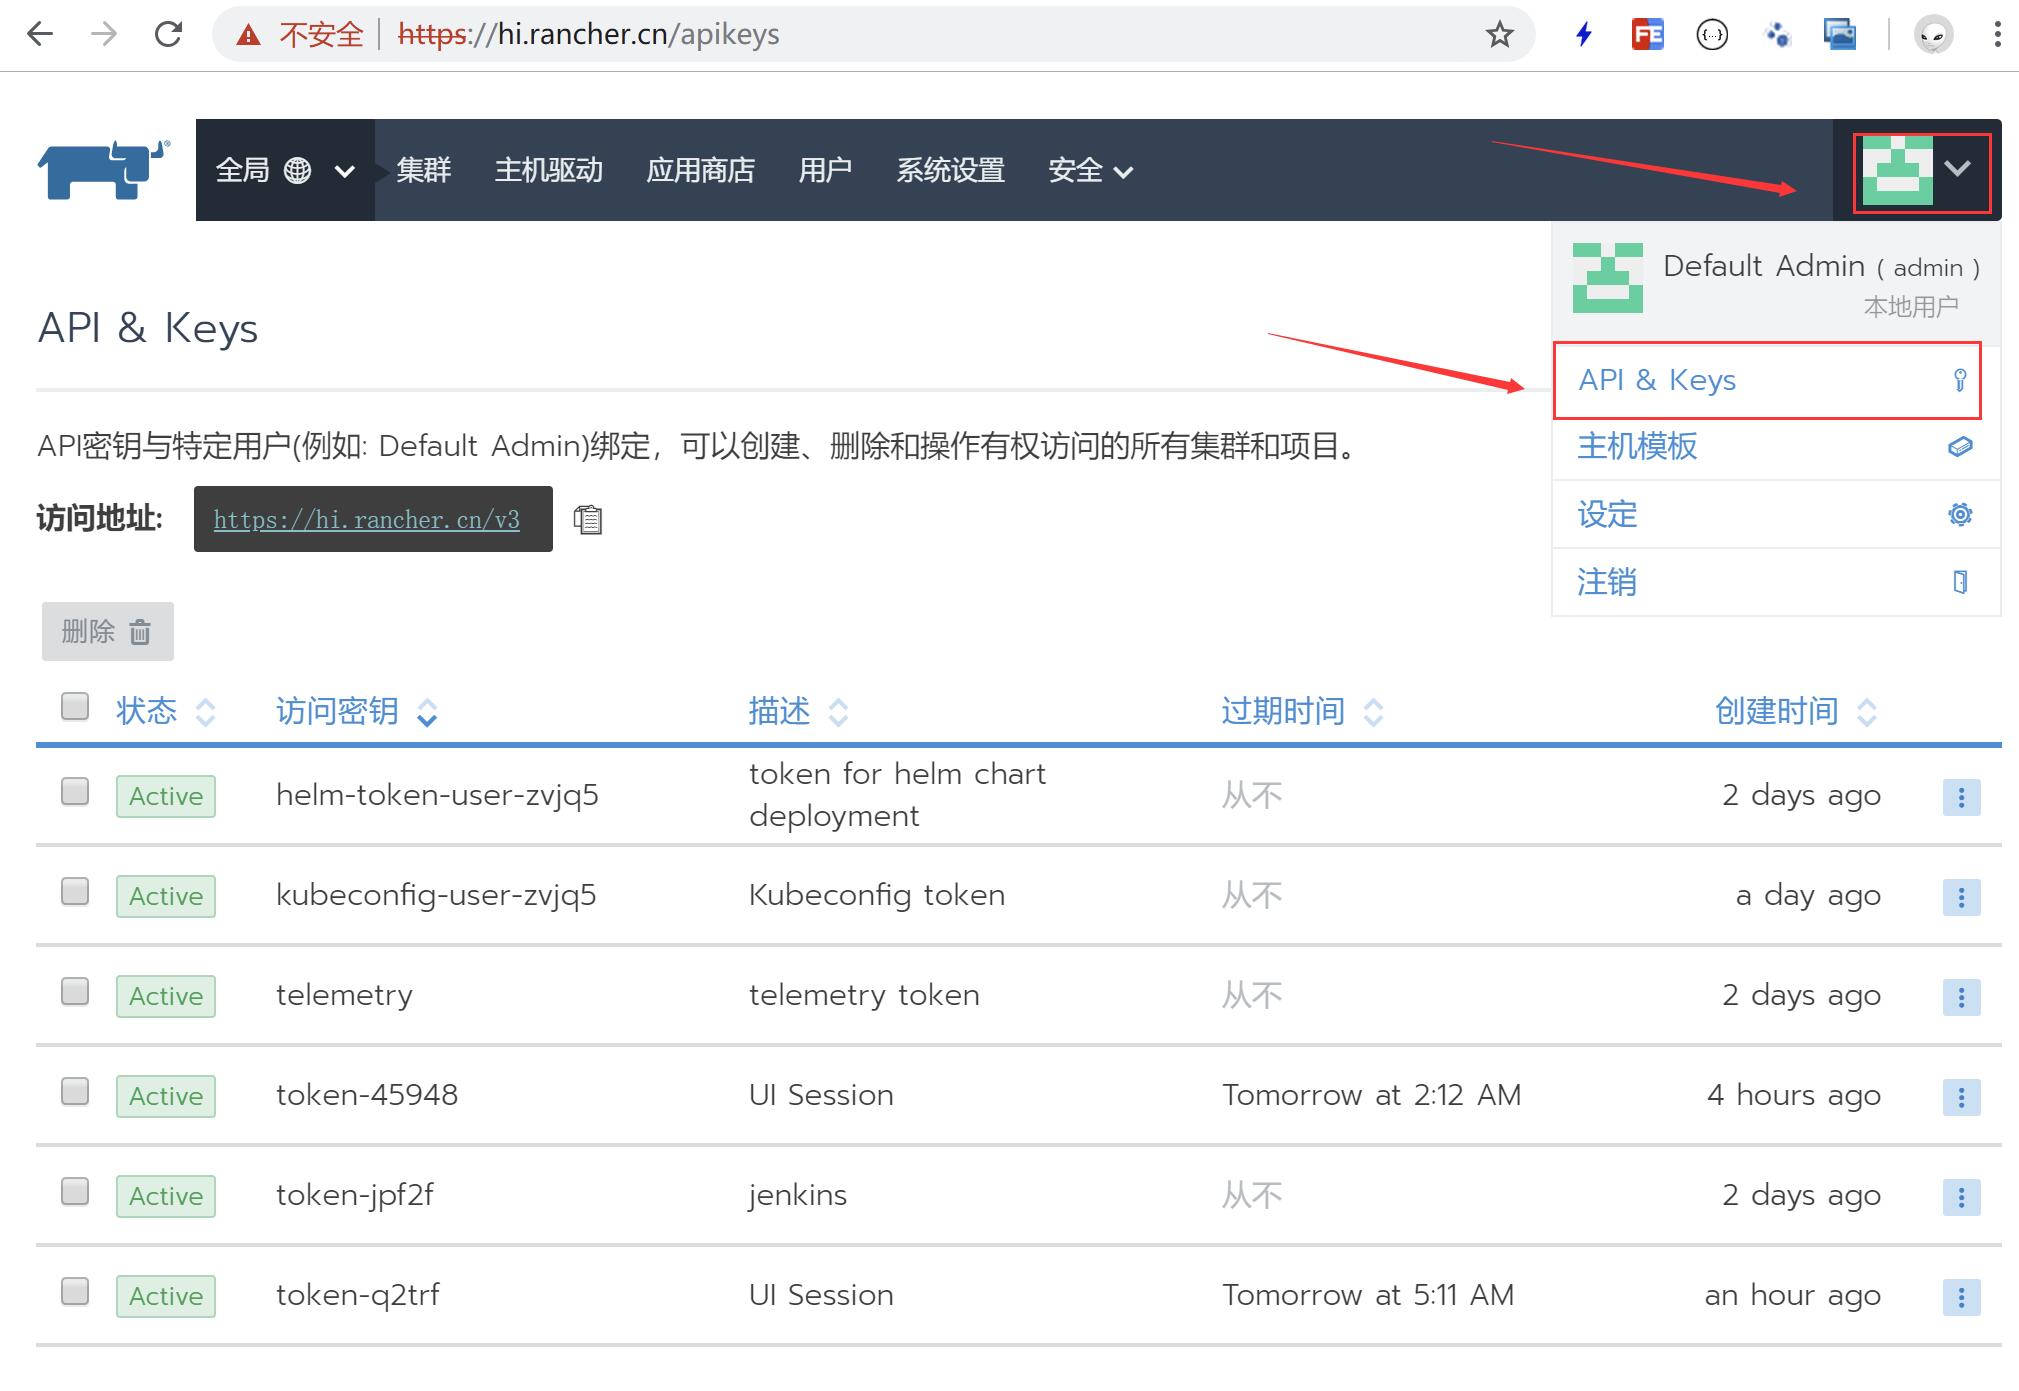 不安全 https://hi.rancher.cn/apikeys
FE
全局 集群 主机驱动 应用商店 用户 系统设置 安全
Default Admin ( admin )
本地用户
API & Keys
主机模板
设定
注销
API & Keys
API密钥与特定用户(例如: Default Admin)绑定，可以创建、删除和操作有权访问的所有集群和项目。
访问地址: https://hi.rancher.cn/v3
删除
状态 访问密钥 描述 过期时间 创建时间
Active helm-token-user-zvjq5 token for helm chart deployment 从不 2 days ago
Active kubeconfig-user-zvjq5 Kubeconfig token 从不 a day ago
Active telemetry telemetry token 从不 2 days ago
Active token-45948 UI Session Tomorrow at 2:12 AM 4 hours ago
Active token-jpf2f jenkins 从不 2 days ago
Active token-q2trf UI Session Tomorrow at 5:11 AM an hour ago